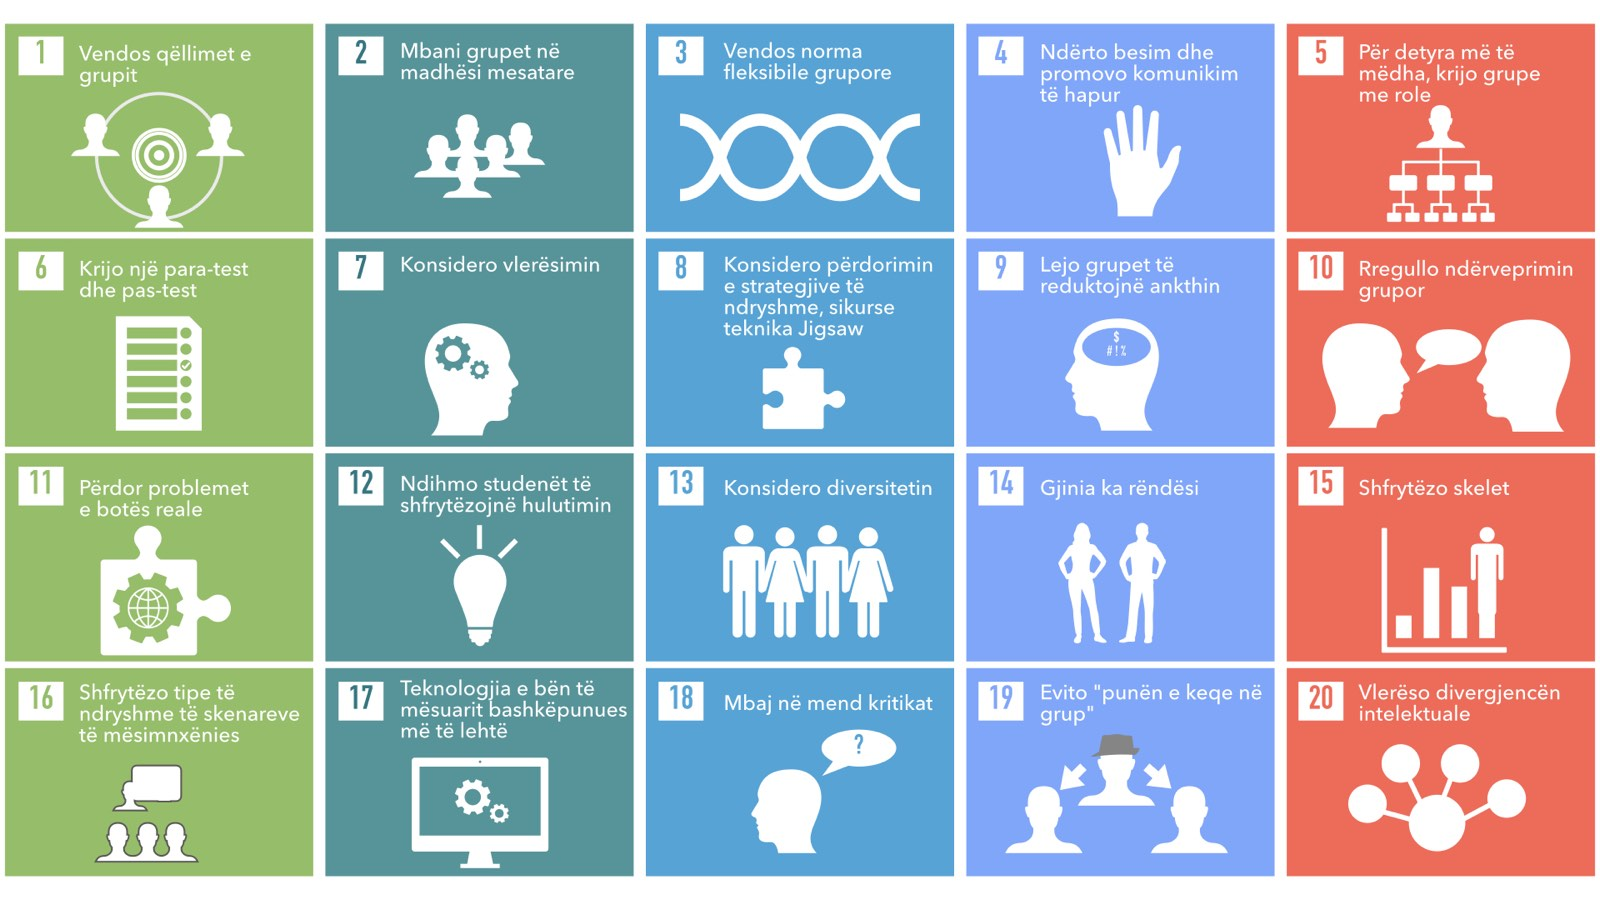 1
Vendos qëllimet e
grupit
2
Mbani grupet në
madhësi mesatare
3
Vendos norma
fleksibile grupore
4
Ndërto besim dhe
promovo komunikim
të hapur
5
Për detyra më të
mëdha, krijo grupe
me role
6
Krijo një para-test
dhe pas-test
7
Konsidero vlerësimin
8
Konsidero përdorimin
e strategjive të
ndryshme, sikurse
teknika Jigsaw
9
Lejo grupet të
reduktojnë ankthin
$
#!%
10
Rregullo ndërveprimin
grupor
11
Përdor problemet
e botës reale
12
Ndihmo studenët të
shfrytëzojnë hulutimin
13
Konsidero diversitetin
14
Gjinia ka rëndësi
15
Shfrytëzo skelet
16
Shfrytëzo tipe të
ndryshme të skenareve
të mësimnxënies
17
Teknologjia e bën të
mësuarit bashkëpunues
më të lehtë
18
Mbaj në mend kritikat
?
19
Evito "punën e keqe në
grup"
20
Vlerëso divergjencën
intelektuale